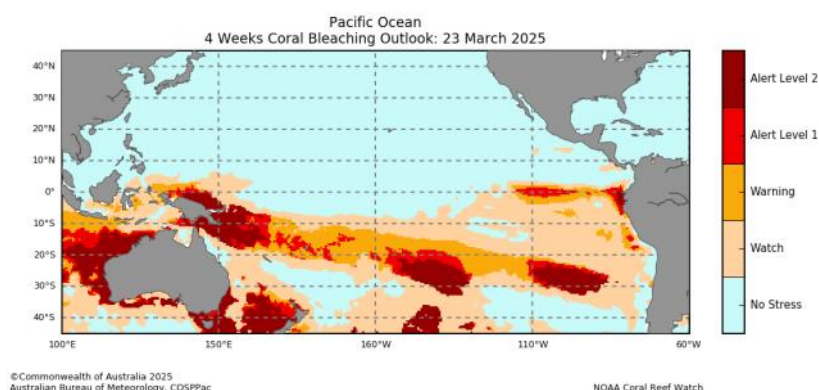 Pacific Ocean
4 Weeks Coral Bleaching Outlook: 23 March 2025
40°N
30°N
20°N
10°N
0°
10°S
20°S
30°S
40°S
100°E
150°E
160°W
110°W
60°W
Alert Level 2
Alert Level 1
Warning
Watch
No Stress
©Commonwealth of Australia 2025
Australian Bureau of Meteorology, COSPPac
NOAA Coral Reef Watch